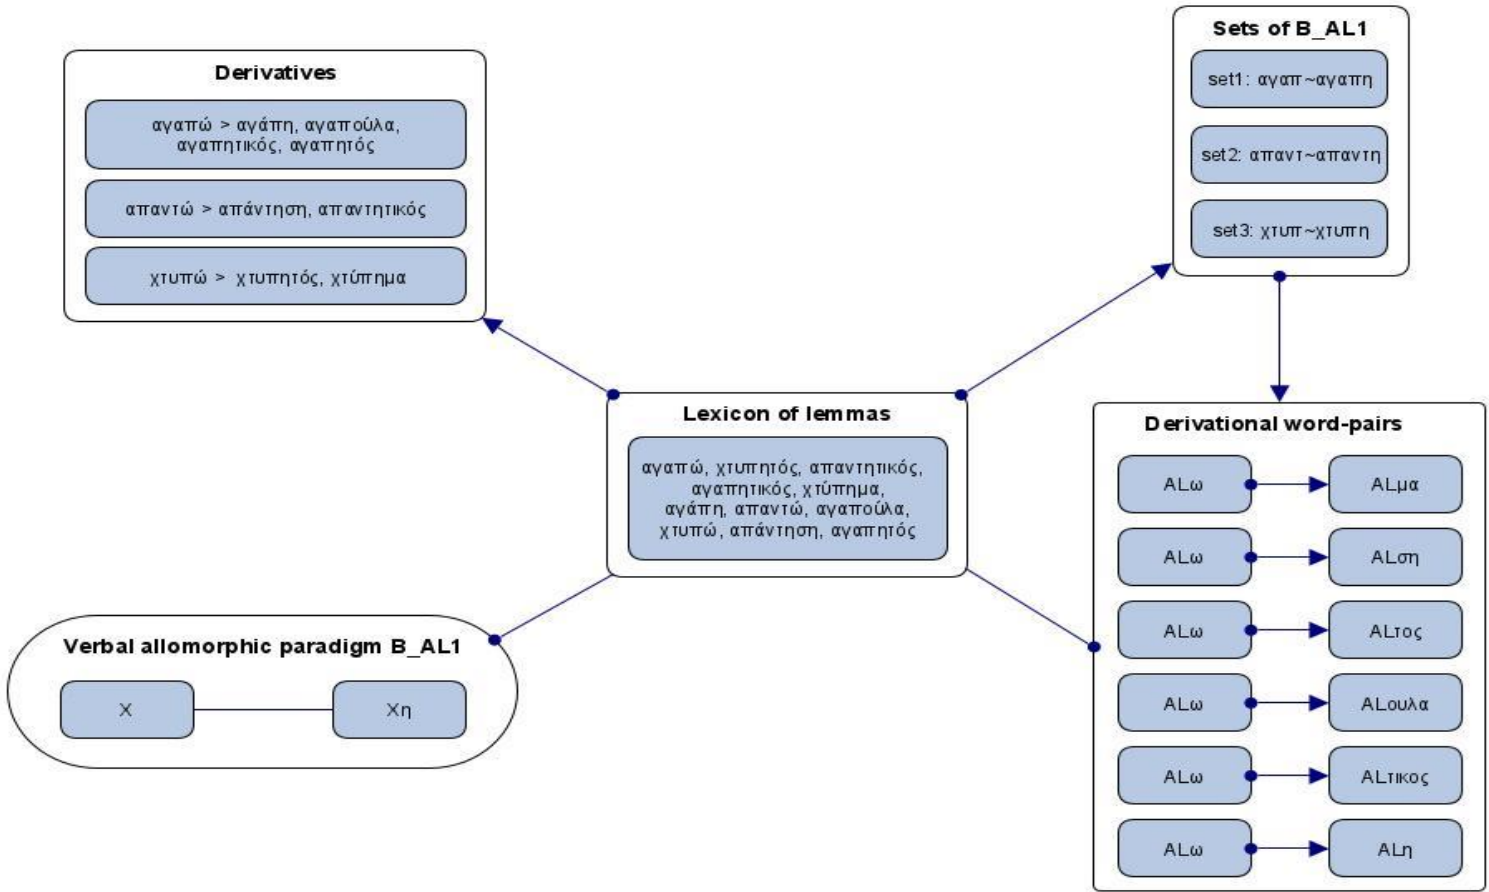 Derivatives
αγαπώ > αγάπη, αγαπούλα,
αγαπητικός, αγαπητός
απαντώ > απάντηση, απαντητικός
χτυπώ > χτυπητός, χτύπημα
Sets of B_AL1
set1: αγαπ~αγαπη
set2: απαντ~απαντη
set3: χτυπ~χτυπη
Lexicon of lemmas
αγαπώ, χτυπητός, απαντητικός,
αγαπητικός, χτύπημα,
αγάπη, απαντώ, αγαπούλα,
χτυπώ, απάντηση, αγαπητός
Verbal allomorphic paradigm B_AL1
X
Xη
Derivational word-pairs
ALω
ALμα
ALω
ALση
ALω
ALτος
ALω
ALουλα
ALω
ALτικος
ALω
ALη